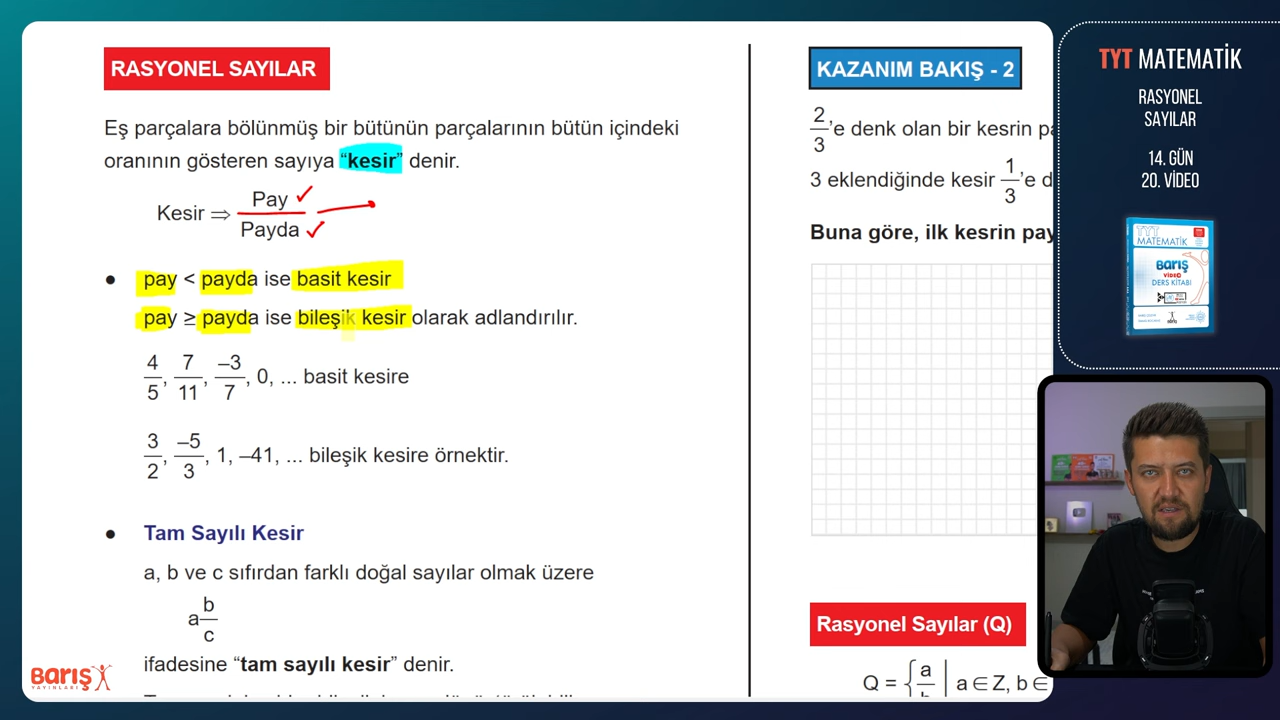 RASYONEL SAYILAR
Eş parçalara bölünmüş bir bütünün parçalarının bütün içindeki
oranının gösteren sayıya “kesir” denir.
Kesir ⇒ Pay
Payda
● pay < payda ise basit kesir
pay ≥ payda ise bileşik kesir olarak adlandırılır.
4/5, 7/11, –3/7, 0, ... basit kesire
3/2, –5/3, 1, –41, ... bileşik kesire örnektir.
● Tam Sayılı Kesir
a, b ve c sıfırdan farklı doğal sayılar olmak üzere
a b/c
ifadesine “tam sayılı kesir” denir.
BARIŞ
YAYINLARI
KAZANIM BAKIŞ - 2
2/3’e denk olan bir kesrin
3 eklendiğinde kesir 1/3’e
Buna göre, ilk kesrin pay
Rasyonel Sayılar (Q)
Q = { a | a ∈ Z, b ∈
TYT MATEMATİK
RASYONEL
SAYILAR
14. GÜN
20. VİDEO
TYT
MATEMATİK
BARIŞ
VİDEO
DERS KİTABI